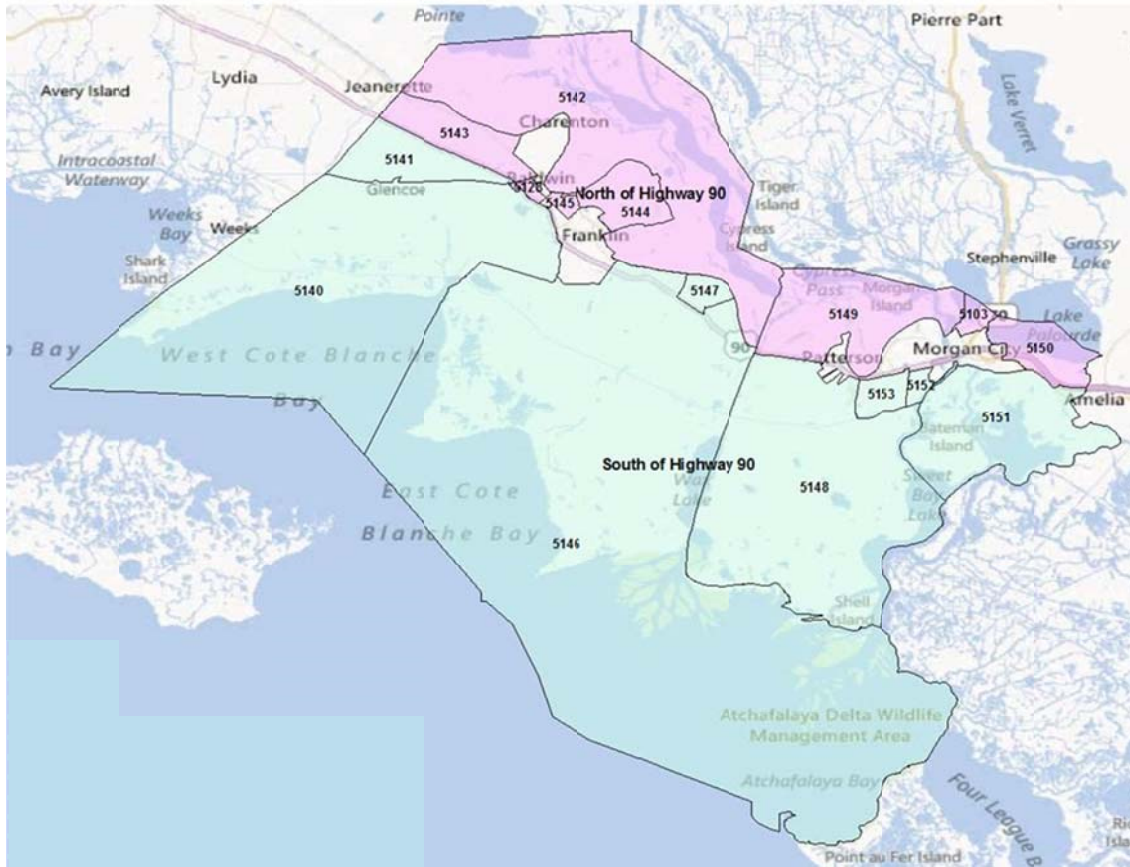 Pointe
Pierre Part
Lydia
Jeanerette
Avery Island
5142
Charenton
5143
Lake Verret
Intracoastal
Waterway
5141
Glencoe
Baldwin
5128
5145
North of Highway 90
5144
Tiger
Island
Weeks
Bay
Weeks
Franklin
Cypress
Island
Shark
Island
Stephenville
Grassy
Lake
5140
5147
Cypress
Pass
Morgan
Island
5149
5103
70
Lake
Palourde
West Cote Blanche
Bay
90
Patterson
Morgan City
5150
5153
5152
Amelia
5151
Bateman
Island
South of Highway 90
Wax
Lake
5148
Sweet
Bay
Lake
East Cote
Blanche Bay
5146
Shell
Island
Atchafalaya Delta Wildlife
Management Area
Atchafalaya Bay
Four League B
Point au Fer Island